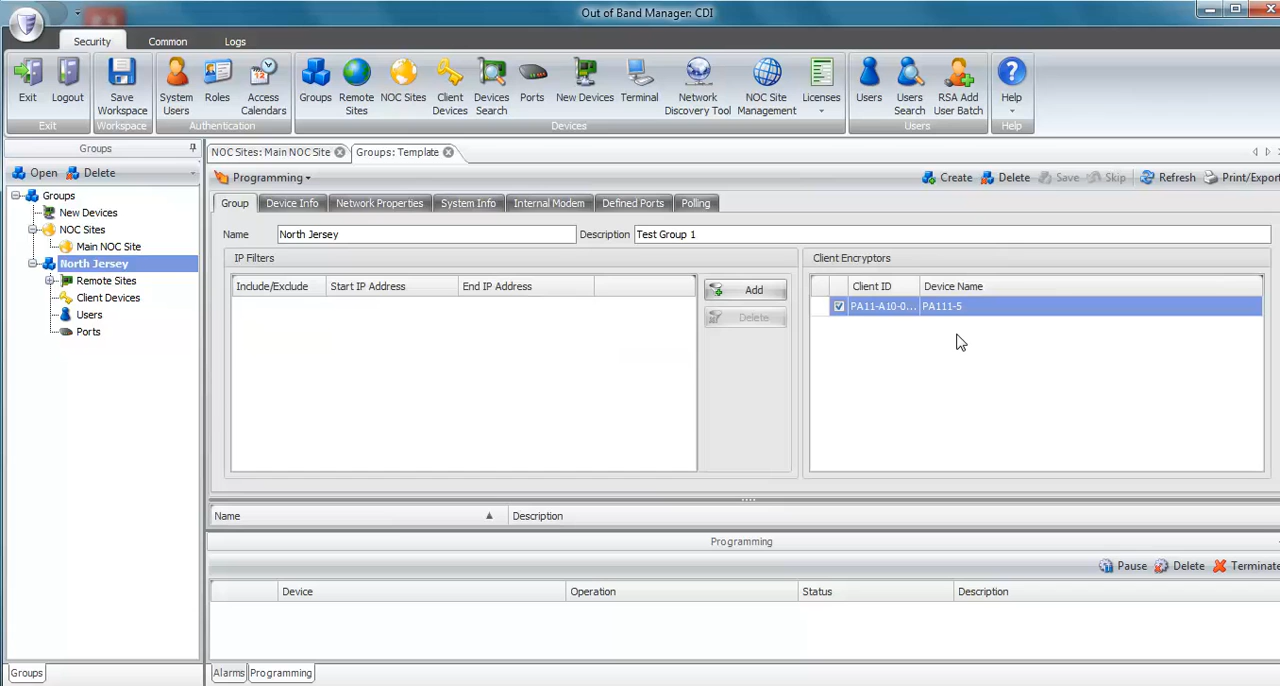 Out of Band Manager: CDI
Security Common Logs
Exit Logout Save Workspace System Users Roles Access Calendars Groups Remote Sites NOC Sites Client Devices Devices Search Ports New Devices Terminal Network Discovery Tool NOC Site Management Licenses Users Users Search RSA Add User Batch Help
Exit Workspace Authentication Devices Users Help
Groups
NOC Sites: Main NOC Site Groups: Template
Open Delete
Programming Create Delete Save Skip Refresh Print/Export
Groups
New Devices
NOC Sites
Main NOC Site
North Jersey
Remote Sites
Client Devices
Users
Ports
Group Device Info Network Properties System Info Internal Modem Defined Ports Polling
Name North Jersey Description Test Group 1
IP Filters Client Encryptors
Include/Exclude Start IP Address End IP Address Add Client ID Device Name
PA11-A10-0... PA111-5
Delete
Name Description
Programming
Pause Delete Terminate
Device Operation Status Description
Groups Alarms Programming